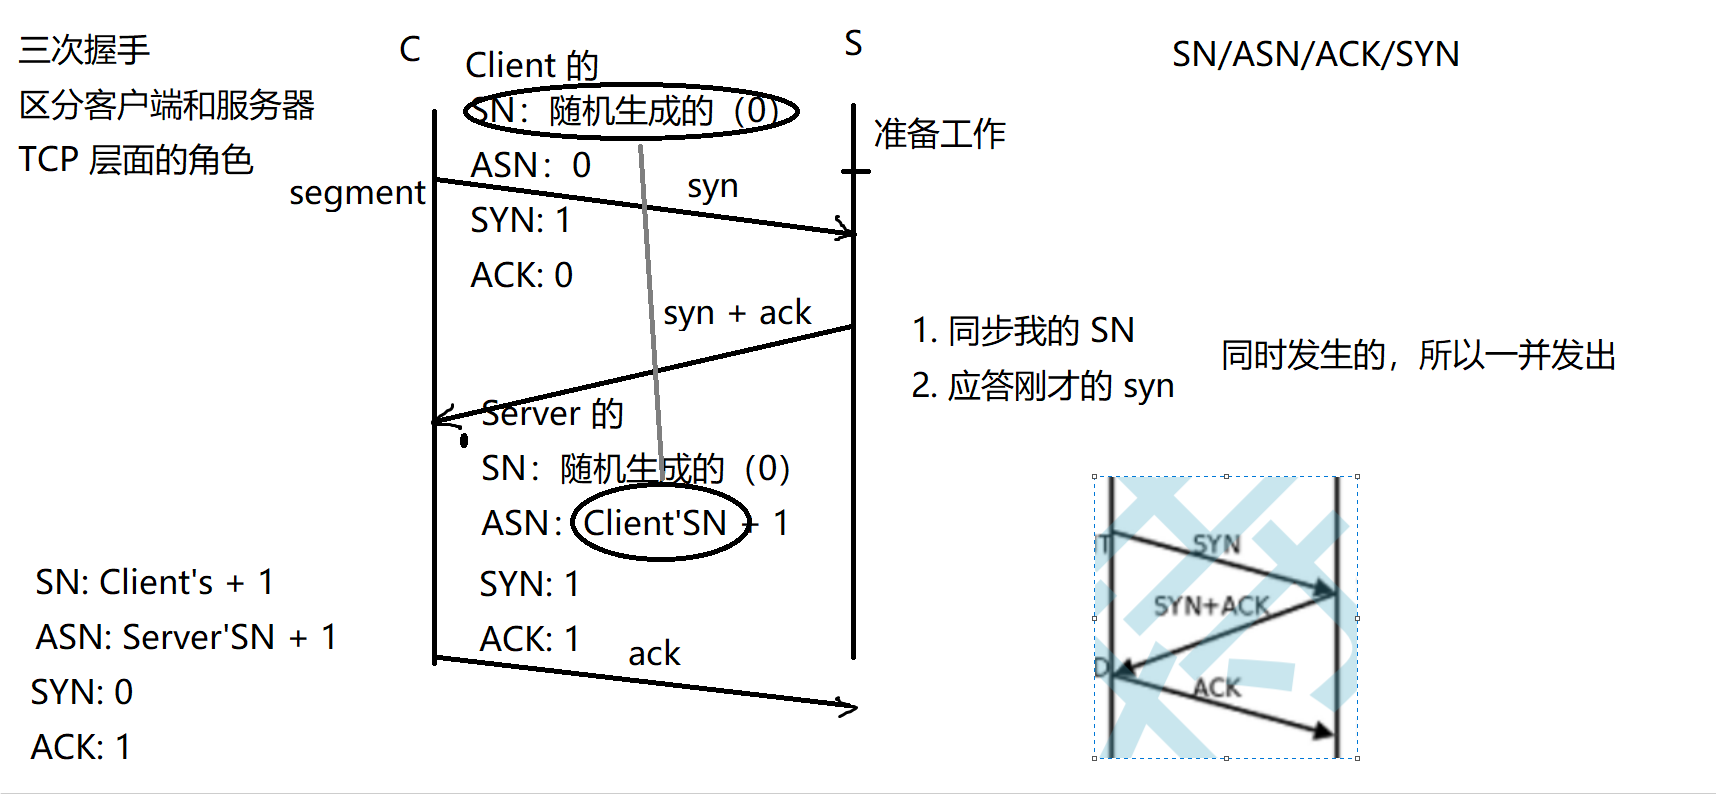 三次握手
区分客户端和服务器
TCP 层面的角色
C
S
SN/ASN/ACK/SYN
Client 的
SN：随机生成的（0）
ASN：0
SYN: 1
ACK: 0
segment
syn
准备工作
syn + ack
1. 同步我的 SN
2. 应答刚才的 syn
同时发生的，所以一并发出
Server 的
SN：随机生成的（0）
ASN：Client'SN + 1
SYN: 1
ACK: 1
ack
SN: Client's + 1
ASN: Server'SN + 1
SYN: 0
ACK: 1
SYN
SYN+ACK
ACK